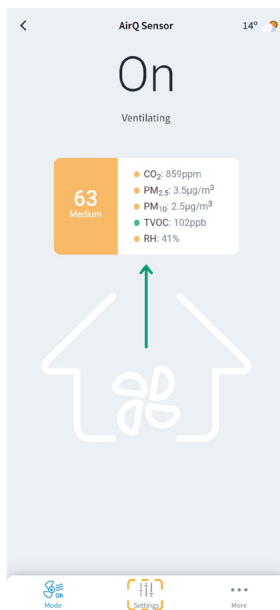 AirQ Sensor
14°
On
Ventilating
63
Medium
CO₂: 859ppm
PM₂.₅: 3.5µg/m³
PM₁₀: 2.5µg/m³
TVOC: 102ppb
RH: 41%
ON
Mode
Settings
More